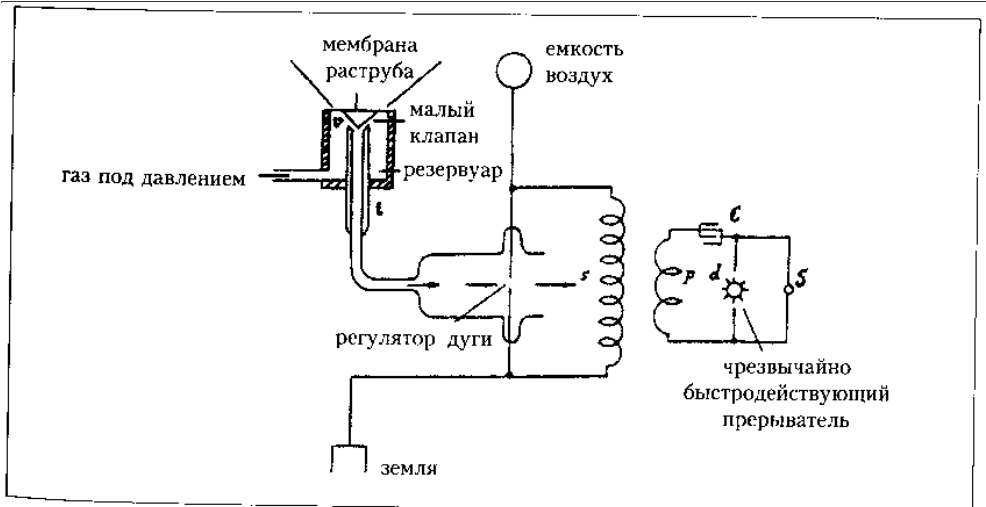 мембрана
раструба
емкость
воздух
v
малый
клапан
газ под давлением
резервуар
t
C
s
p
d
S
регулятор дуги
чрезвычайно
быстродействующий
прерыватель
земля